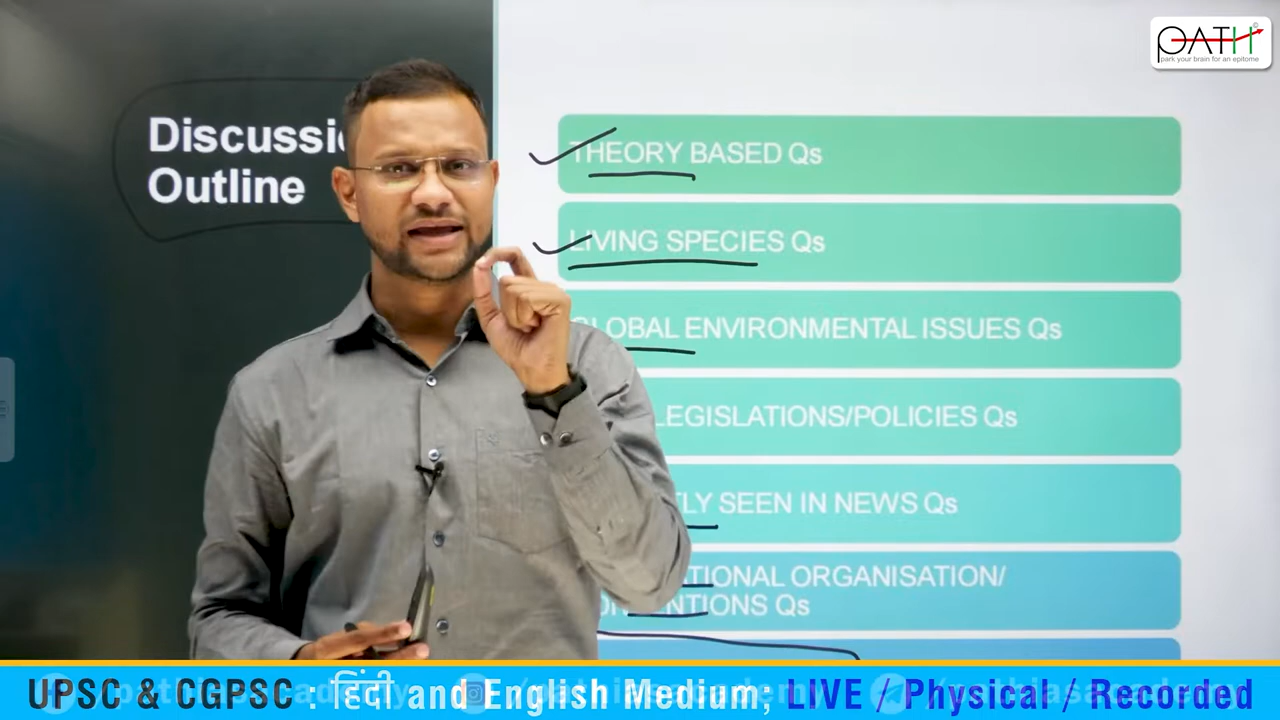 PATH
park your brain for an epitome
Discussi
Outline
THEORY BASED Qs
LIVING SPECIES Qs
GLOBAL ENVIRONMENTAL ISSUES Qs
LEGISLATIONS/POLICIES Qs
TLY SEEN IN NEWS Qs
TIONAL ORGANISATION/
NTIONS Qs
UPSC & CGPSC : हिंदी and English Medium; LIVE / Physical / Recorded